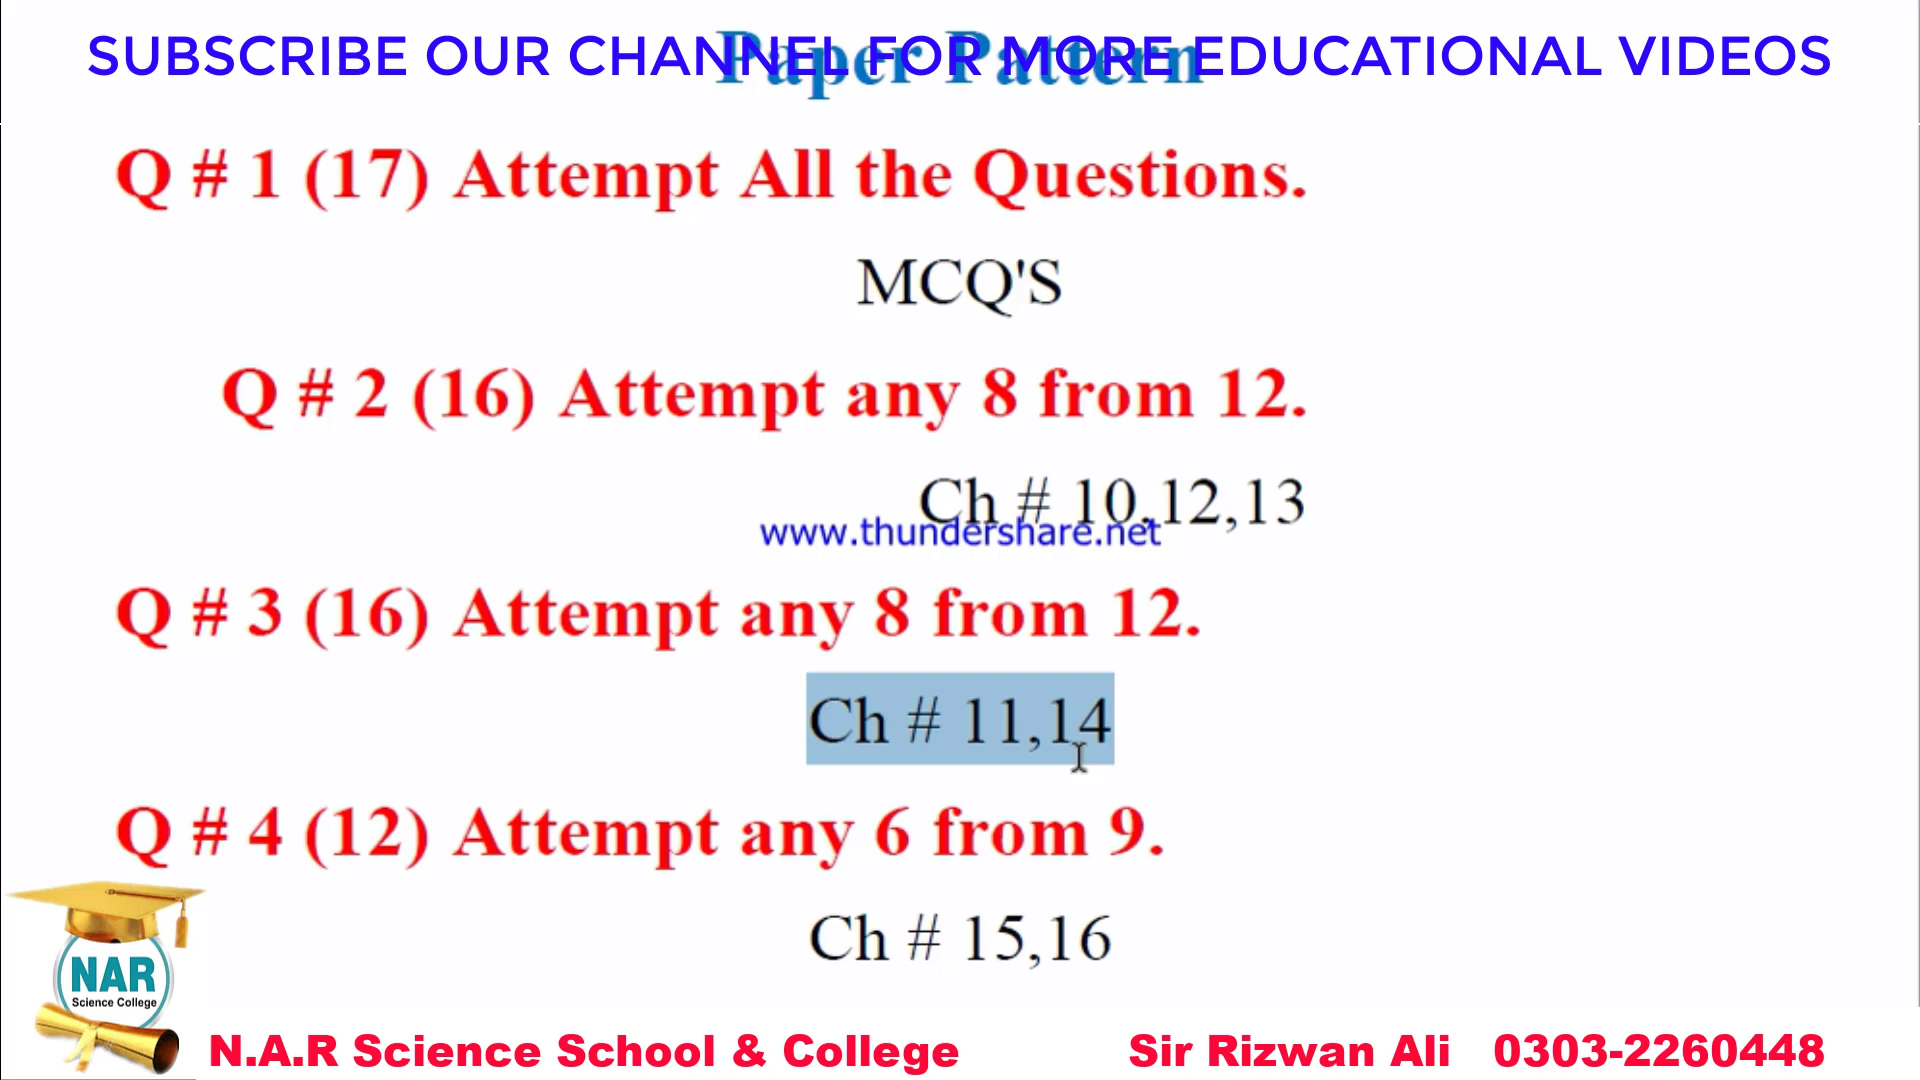 SUBSCRIBE OUR CHANNEL FOR MORE EDUCATIONAL VIDEOS
Paper Pattern
Q # 1 (17) Attempt All the Questions.
MCQ'S
Q # 2 (16) Attempt any 8 from 12.
Ch # 10,12,13
www.thundershare.net
Q # 3 (16) Attempt any 8 from 12.
Ch # 11,14
Q # 4 (12) Attempt any 6 from 9.
Ch # 15,16
NAR
Science College
N.A.R Science School & College Sir Rizwan Ali 0303-2260448